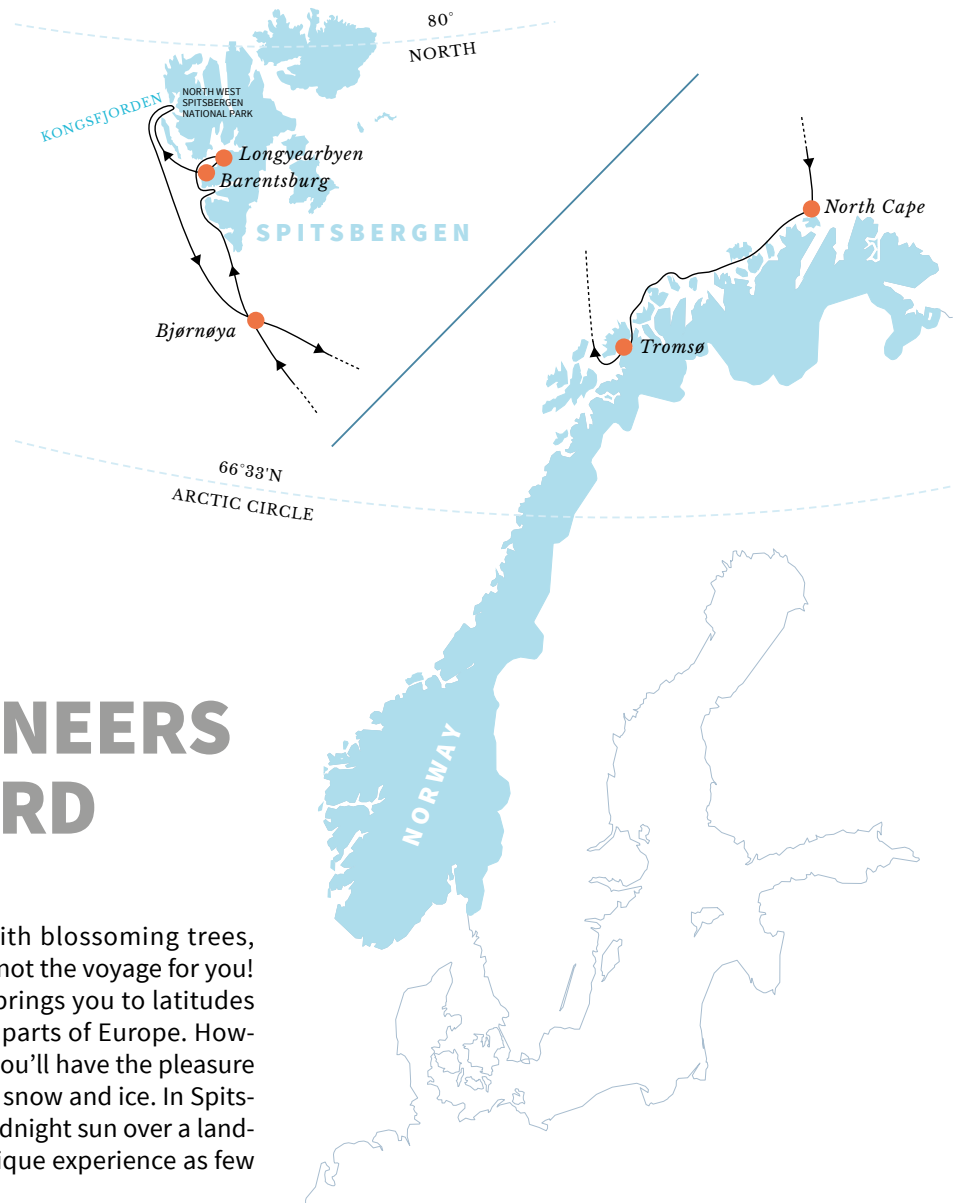 80°
NORTH
KONGSFJORDEN
NORTH WEST
SPITSBERGEN
NATIONAL PARK
Longyearbyen
Barentsburg
SPITSBERGEN
North Cape
Bjørnøya
Tromsø
66°33'N
ARCTIC CIRCLE
NORWAY
NEERS
RD
ith blossoming trees,
not the voyage for you!
brings you to latitudes
parts of Europe. How-
ou’ll have the pleasure
snow and ice. In Spits-
dnight sun over a land-
ique experience as few